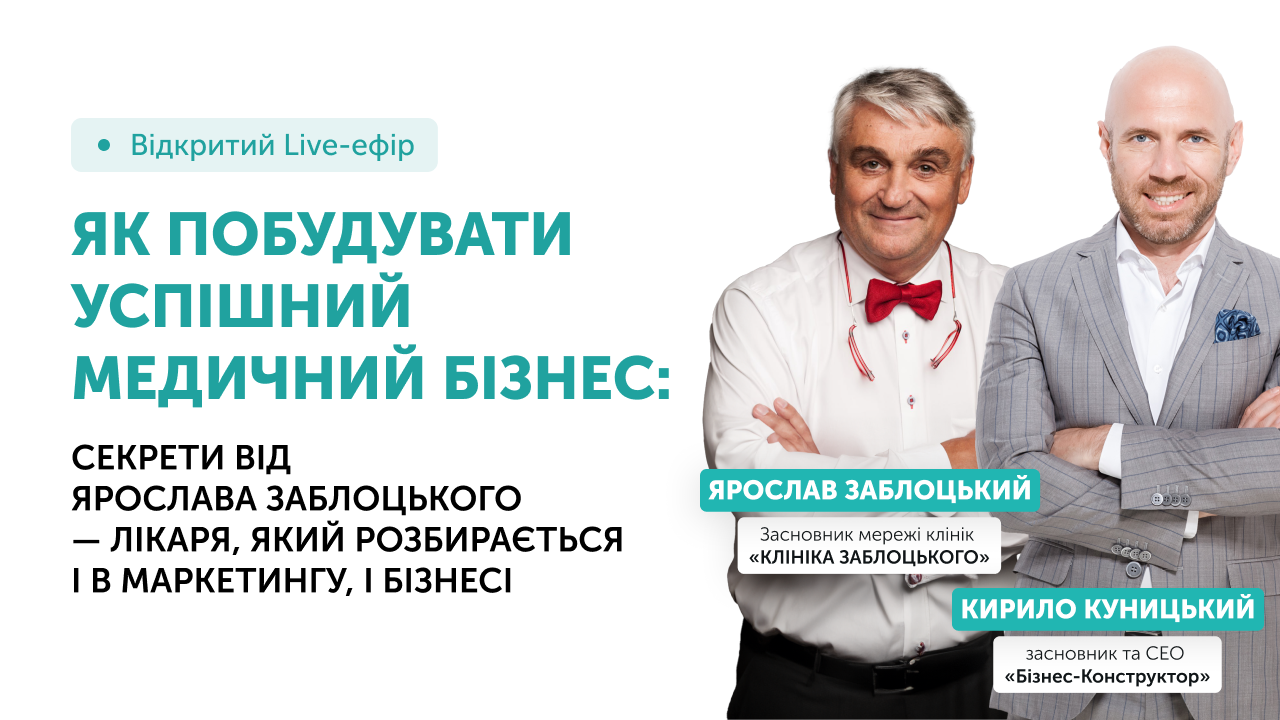 Відкритий Live-ефір
ЯК ПОБУДУВАТИ
УСПІШНИЙ
МЕДИЧНИЙ БІЗНЕС:
СЕКРЕТИ ВІД
ЯРОСЛАВА ЗАБЛОЦЬКОГО
— ЛІКАРЯ, ЯКИЙ РОЗБИРАЄТЬСЯ
І В МАРКЕТИНГУ, І БІЗНЕСІ
ЯРОСЛАВ ЗАБЛОЦЬКИЙ
Засновник мережі клінік
«КЛІНІКА ЗАБЛОЦЬКОГО»
КИРИЛО КУНИЦЬКИЙ
засновник та CEO
«Бізнес-Конструктор»